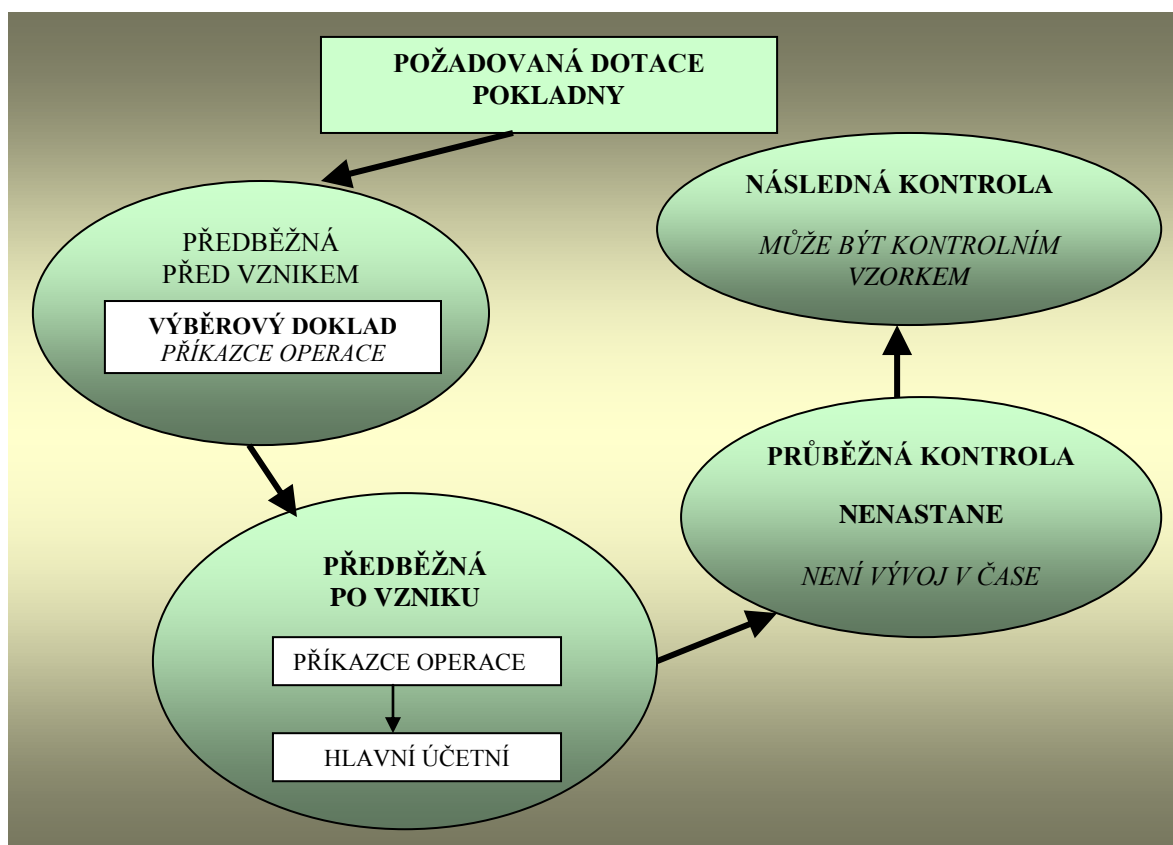 POŽADOVANÁ DOTACE
POKLADNY
PŘEDBĚŽNÁ
PŘED VZNIKEM
VÝBĚROVÝ DOKLAD
PŘÍKAZCE OPERACE
PŘEDBĚŽNÁ
PO VZNIKU
PŘÍKAZCE OPERACE
HLAVNÍ ÚČETNÍ
PRŮBĚŽNÁ KONTROLA
NENASTANE
NENÍ VÝVOJ V ČASE
NÁSLEDNÁ KONTROLA
MŮŽE BÝT KONTROLNÍM
VZORKEM